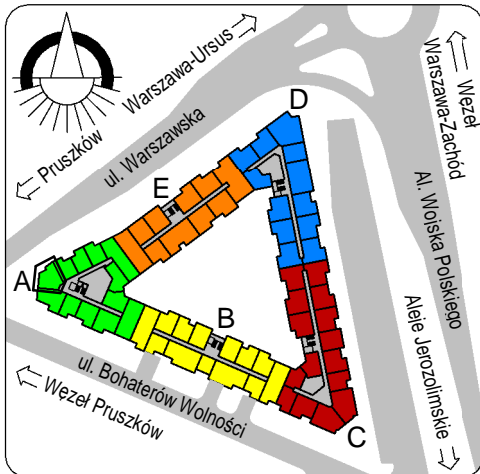 Warszawa-Ursus
Pruszków
ul. Warszawska
D
Węzeł
Warszawa-Zachód
E
Al. Wojska Polskiego
A
B
Aleje Jerozolimskie
ul. Bohaterów Wolności
Węzeł Pruszków
C